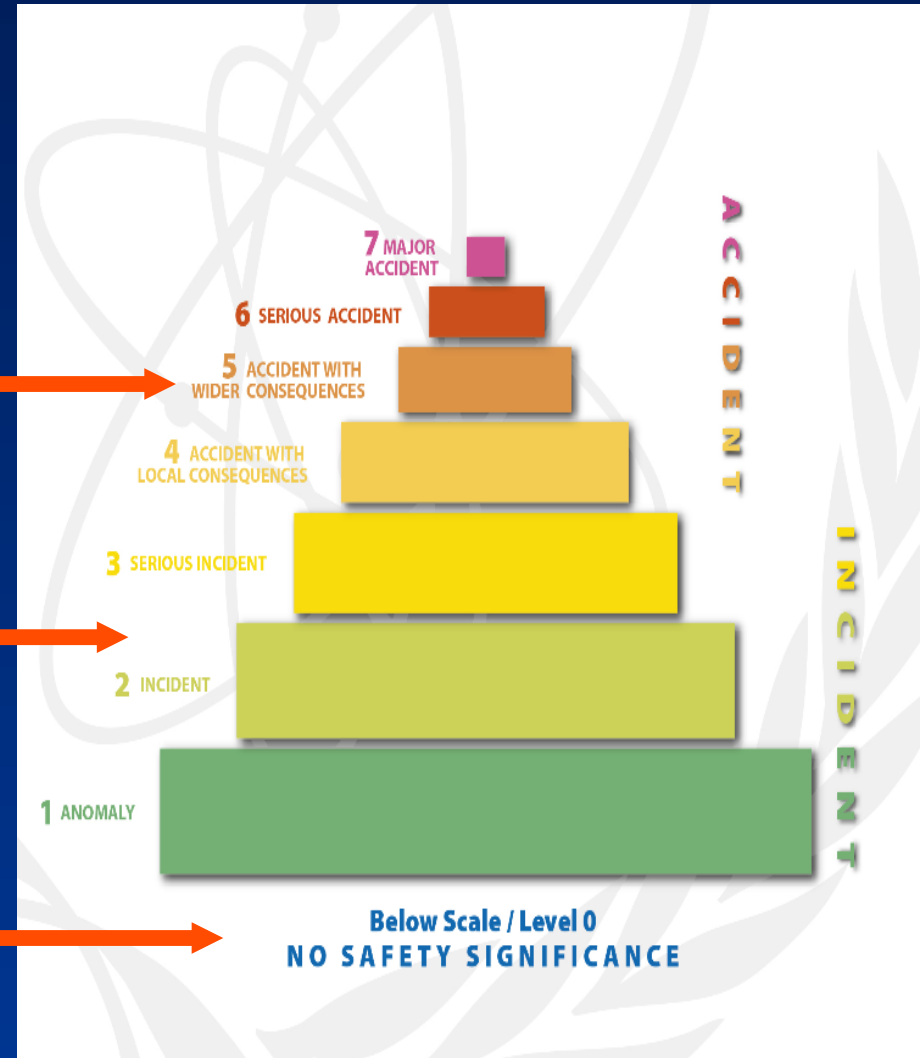 7 MAJOR
ACCIDENT
6 SERIOUS ACCIDENT
5 ACCIDENT WITH
WIDER CONSEQUENCES
4 ACCIDENT WITH
LOCAL CONSEQUENCES
3 SERIOUS INCIDENT
2 INCIDENT
1 ANOMALY
ACCIDENT
INCIDENT
Below Scale / Level 0
NO SAFETY SIGNIFICANCE